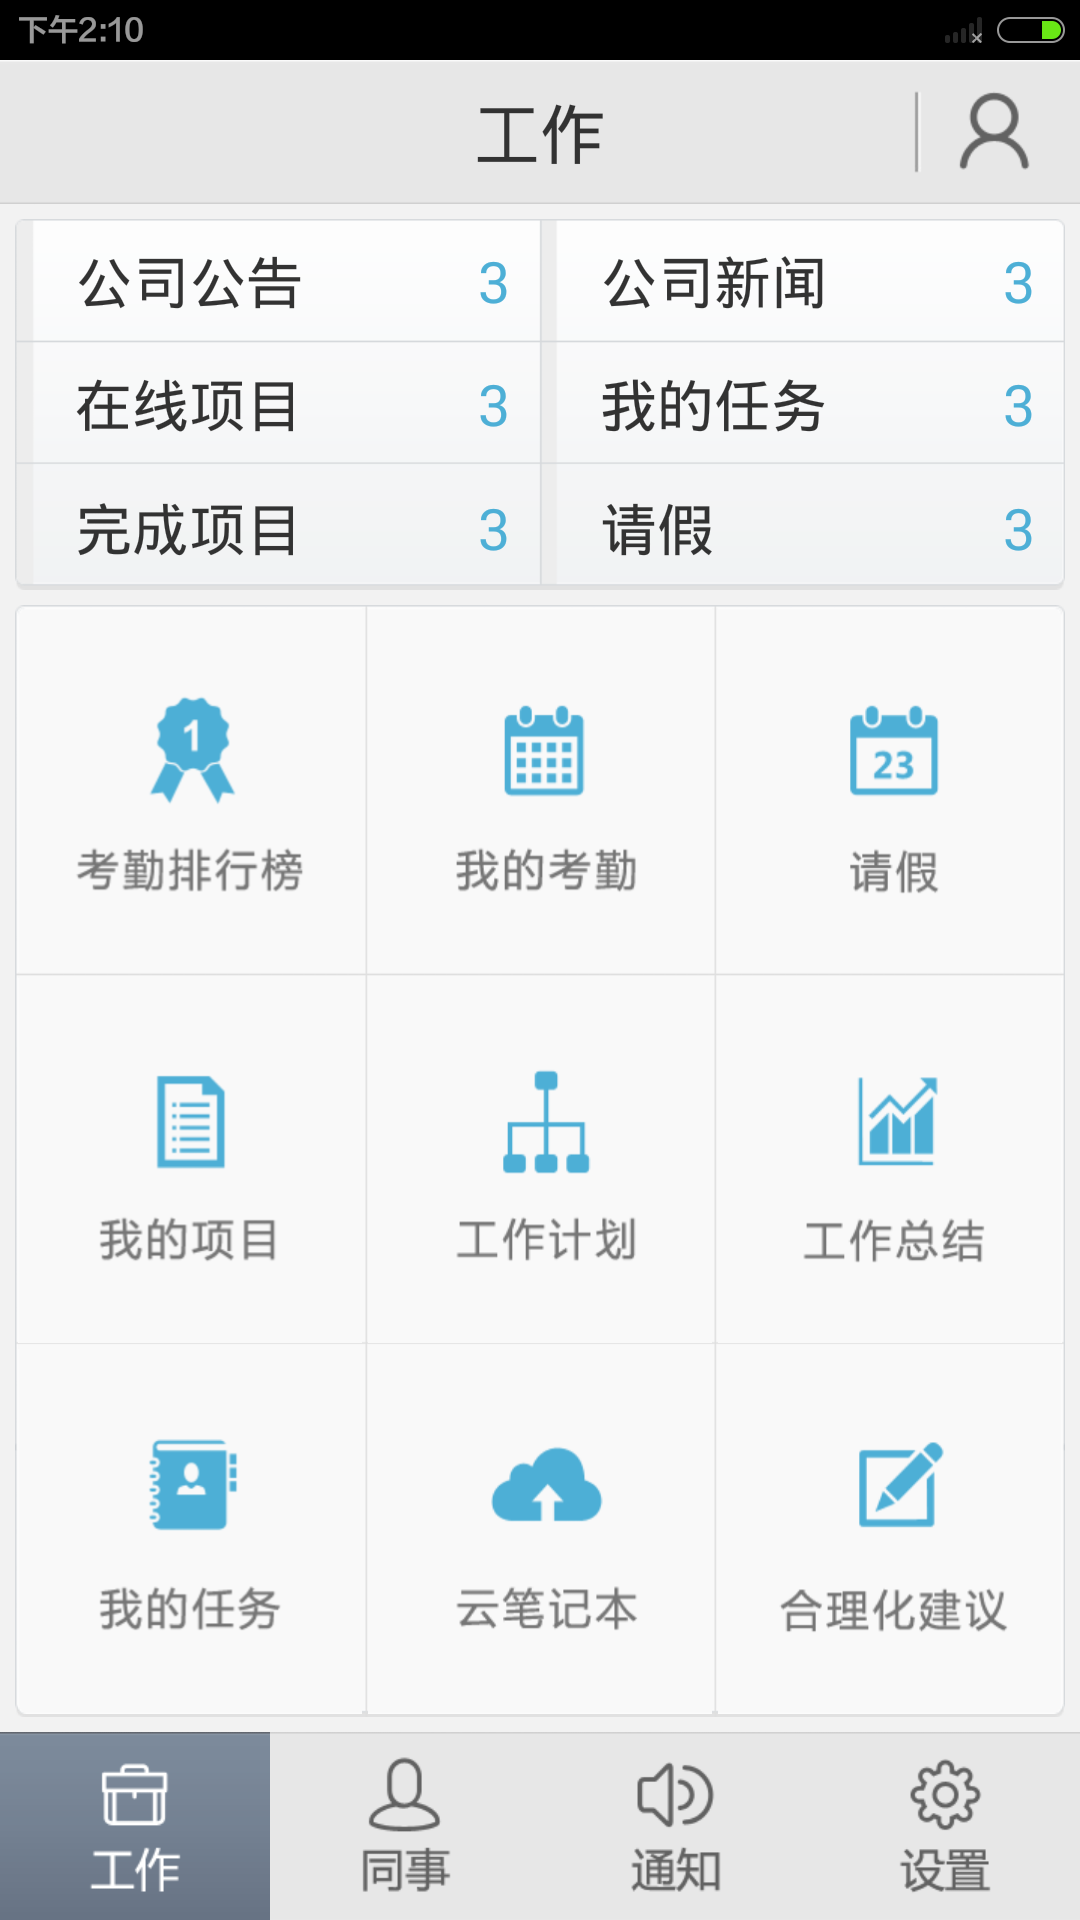 下午2:10
工作
公司公告 3 公司新闻 3
在线项目 3 我的任务 3
完成项目 3 请假 3
1 23
考勤排行榜 我的考勤 请假
我的项目 工作计划 工作总结
我的任务 云笔记本 合理化建议
工作 同事 通知 设置